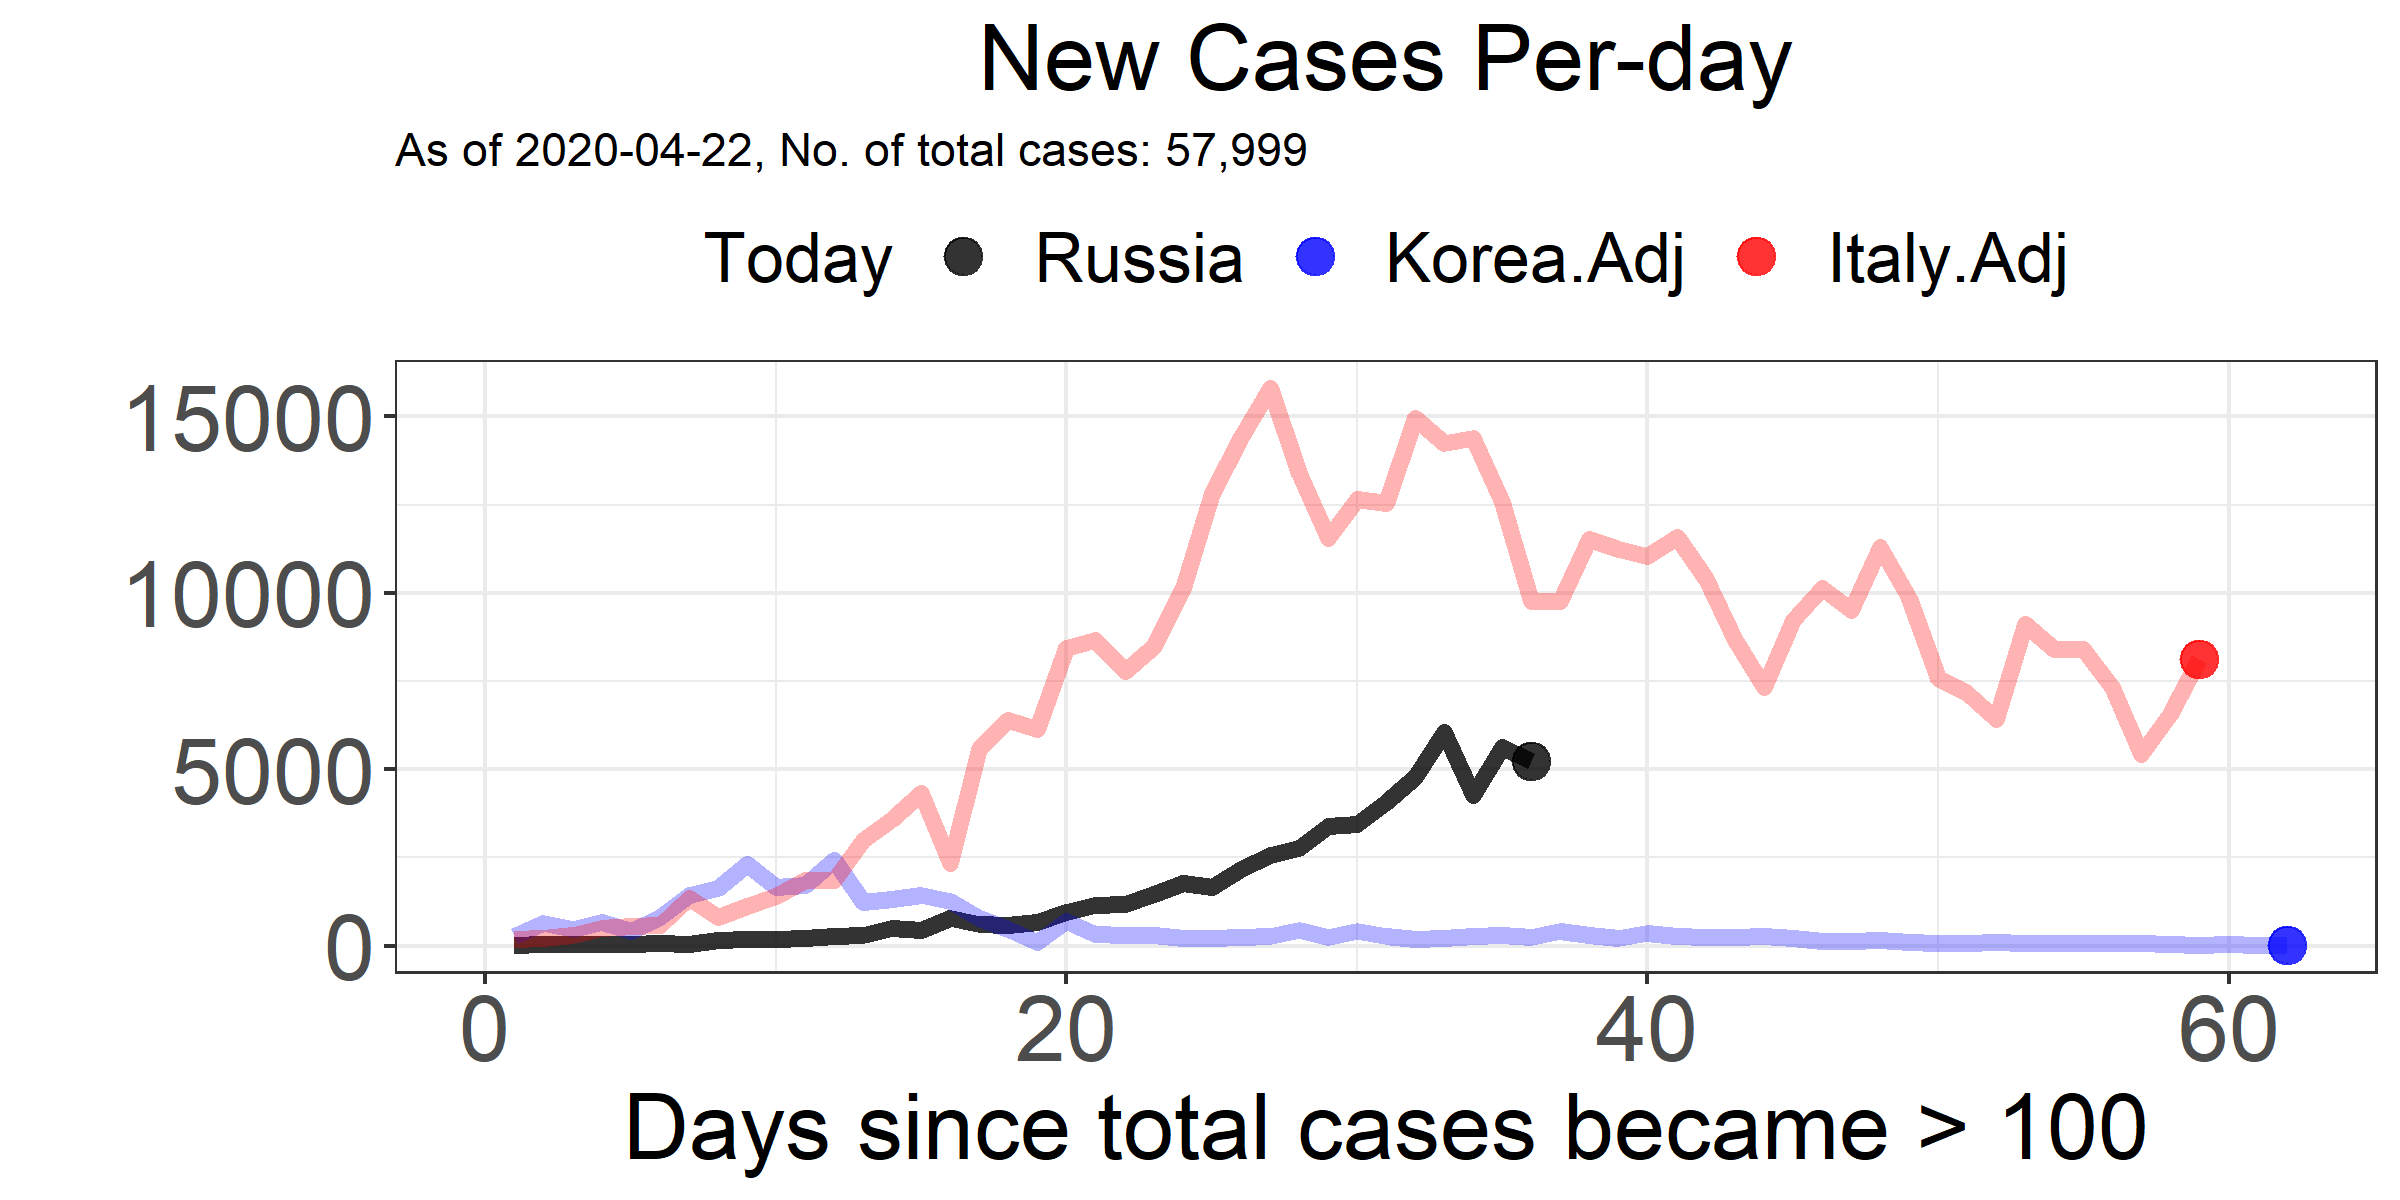 New Cases Per-day
As of 2020-04-22, No. of total cases: 57,999
Today Russia Korea.Adj Italy.Adj
15000
10000
5000
0
0 20 40 60
Days since total cases became > 100